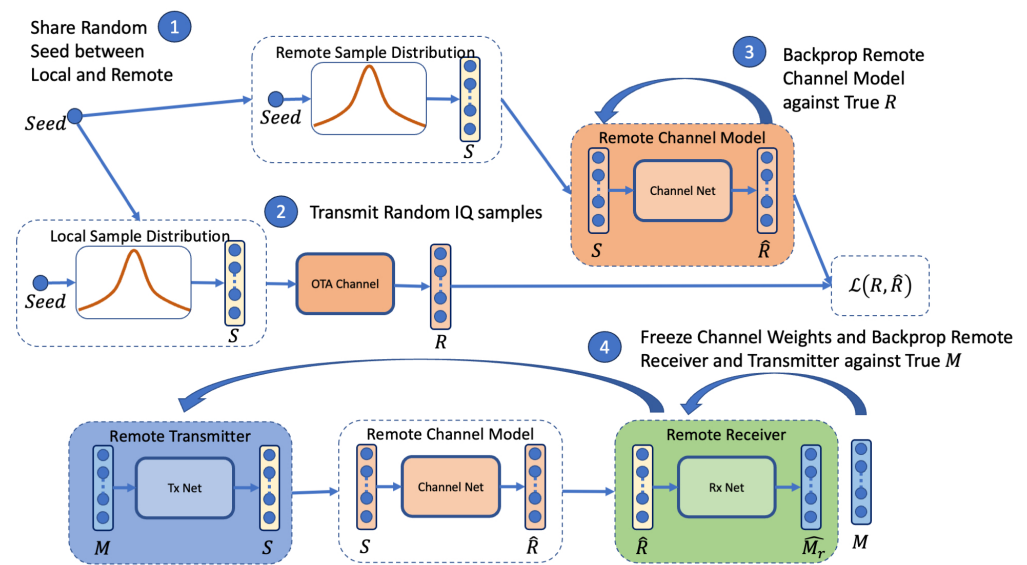 Share Random
Seed between
Local and Remote
1
Seed
Remote Sample Distribution
Seed
S
3
Backprop Remote
Channel Model
against True R
Remote Channel Model
Channel Net
S
R̂
2
Transmit Random IQ samples
Local Sample Distribution
Seed
S
OTA Channel
R
ℒ(R, R̂)
4
Freeze Channel Weights and Backprop Remote
Receiver and Transmitter against True M
Remote Transmitter
Tx Net
M
S
Remote Channel Model
Channel Net
S
R̂
Remote Receiver
Rx Net
R̂
M̂ᵣ
M